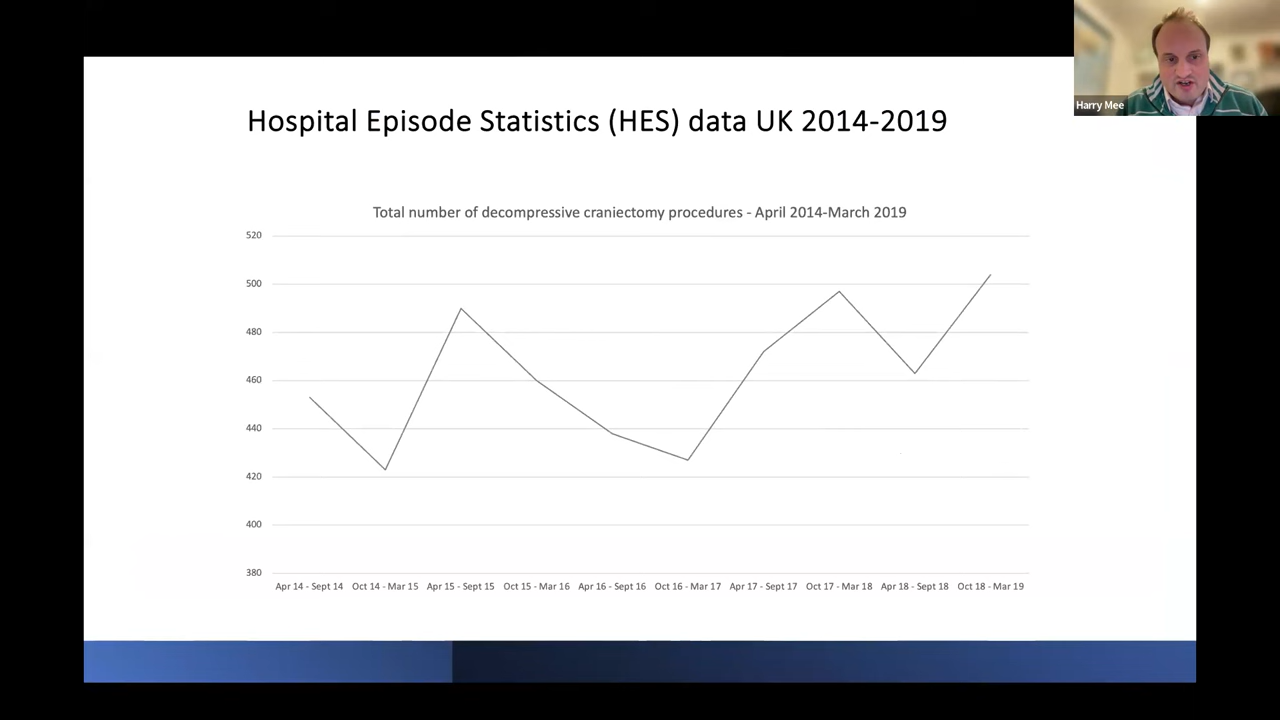 Harry Mee
Hospital Episode Statistics (HES) data UK 2014-2019
Total number of decompressive craniectomy procedures - April 2014-March 2019
520
500
480
460
440
420
400
380
Apr 14 - Sept 14 Oct 14 - Mar 15 Apr 15 - Sept 15 Oct 15 - Mar 16 Apr 16 - Sept 16 Oct 16 - Mar 17 Apr 17 - Sept 17 Oct 17 - Mar 18 Apr 18 - Sept 18 Oct 18 - Mar 19